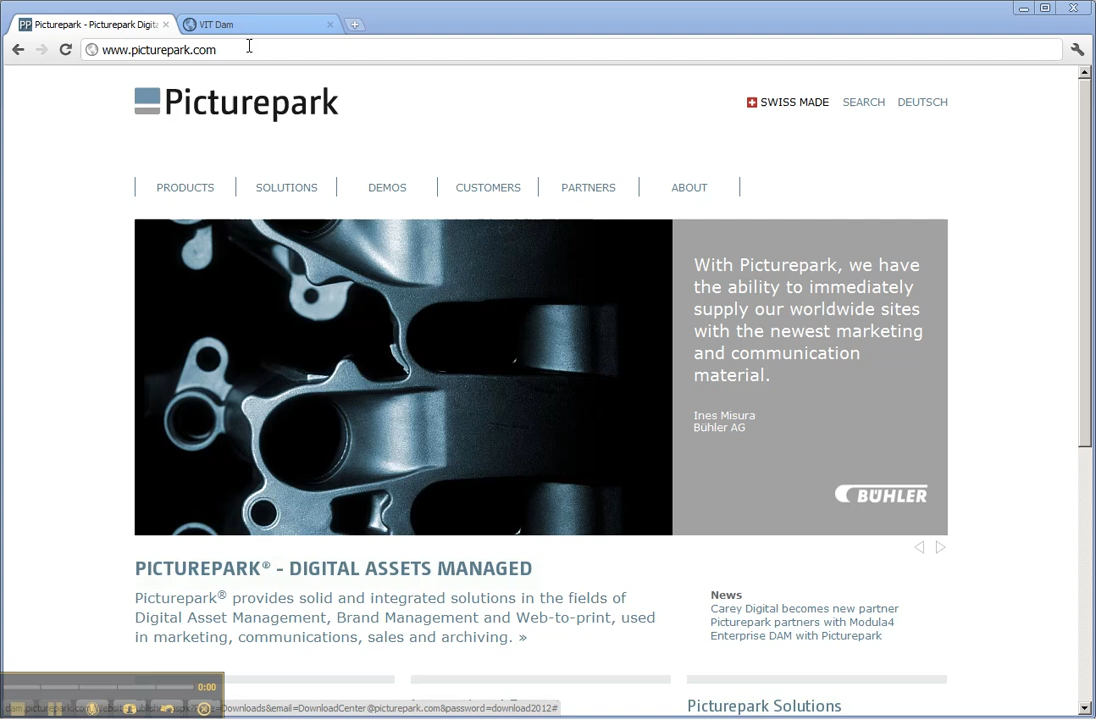 Picturepark - Picturepark Digita
VIT Dam
www.picturepark.com
Picturepark
SWISS MADE SEARCH DEUTSCH
PRODUCTS SOLUTIONS DEMOS CUSTOMERS PARTNERS ABOUT
With Picturepark, we have
the ability to immediately
supply our worldwide sites
with the newest marketing
and communication
material.
Ines Misura
Bühler AG
BÜHLER
PICTUREPARK® - DIGITAL ASSETS MANAGED
Picturepark® provides solid and integrated solutions in the fields of
Digital Asset Management, Brand Management and Web-to-print, used
in marketing, communications, sales and archiving. »
News
Carey Digital becomes new partner
Picturepark partners with Modula4
Enterprise DAM with Picturepark
0:00
=Downloads&email=DownloadCenter@picturepark.com&password=download2012#
Picturepark Solutions